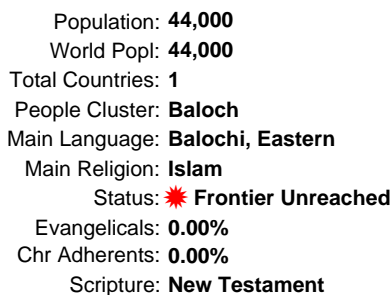 Population: 44,000
World Popl: 44,000
Total Countries: 1
People Cluster: Baloch
Main Language: Balochi, Eastern
Main Religion: Islam
Status: Frontier Unreached
Evangelicals: 0.00%
Chr Adherents: 0.00%
Scripture: New Testament